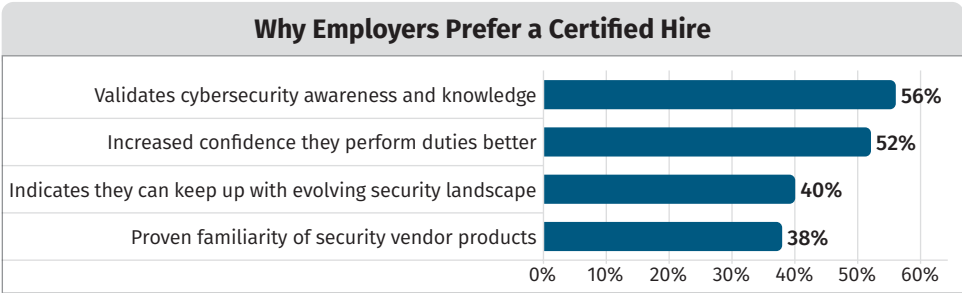 Why Employers Prefer a Certified Hire
Validates cybersecurity awareness and knowledge 56%
Increased confidence they perform duties better 52%
Indicates they can keep up with evolving security landscape 40%
Proven familiarity of security vendor products 38%
0% 10% 20% 30% 40% 50% 60%